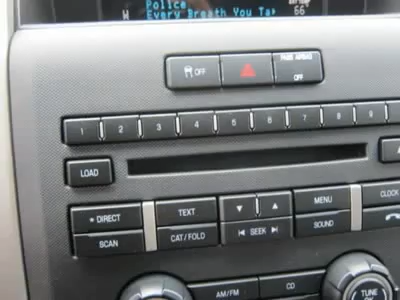 Police
W Every Breath You Ta 66°
OFF PASS AIRBAG OFF
1 2 3 4 5 6 7 8 9
LOAD
DIRECT TEXT MENU CLOCK
SCAN CAT/FOLD SEEK SOUND
AM/FM CD TUNE